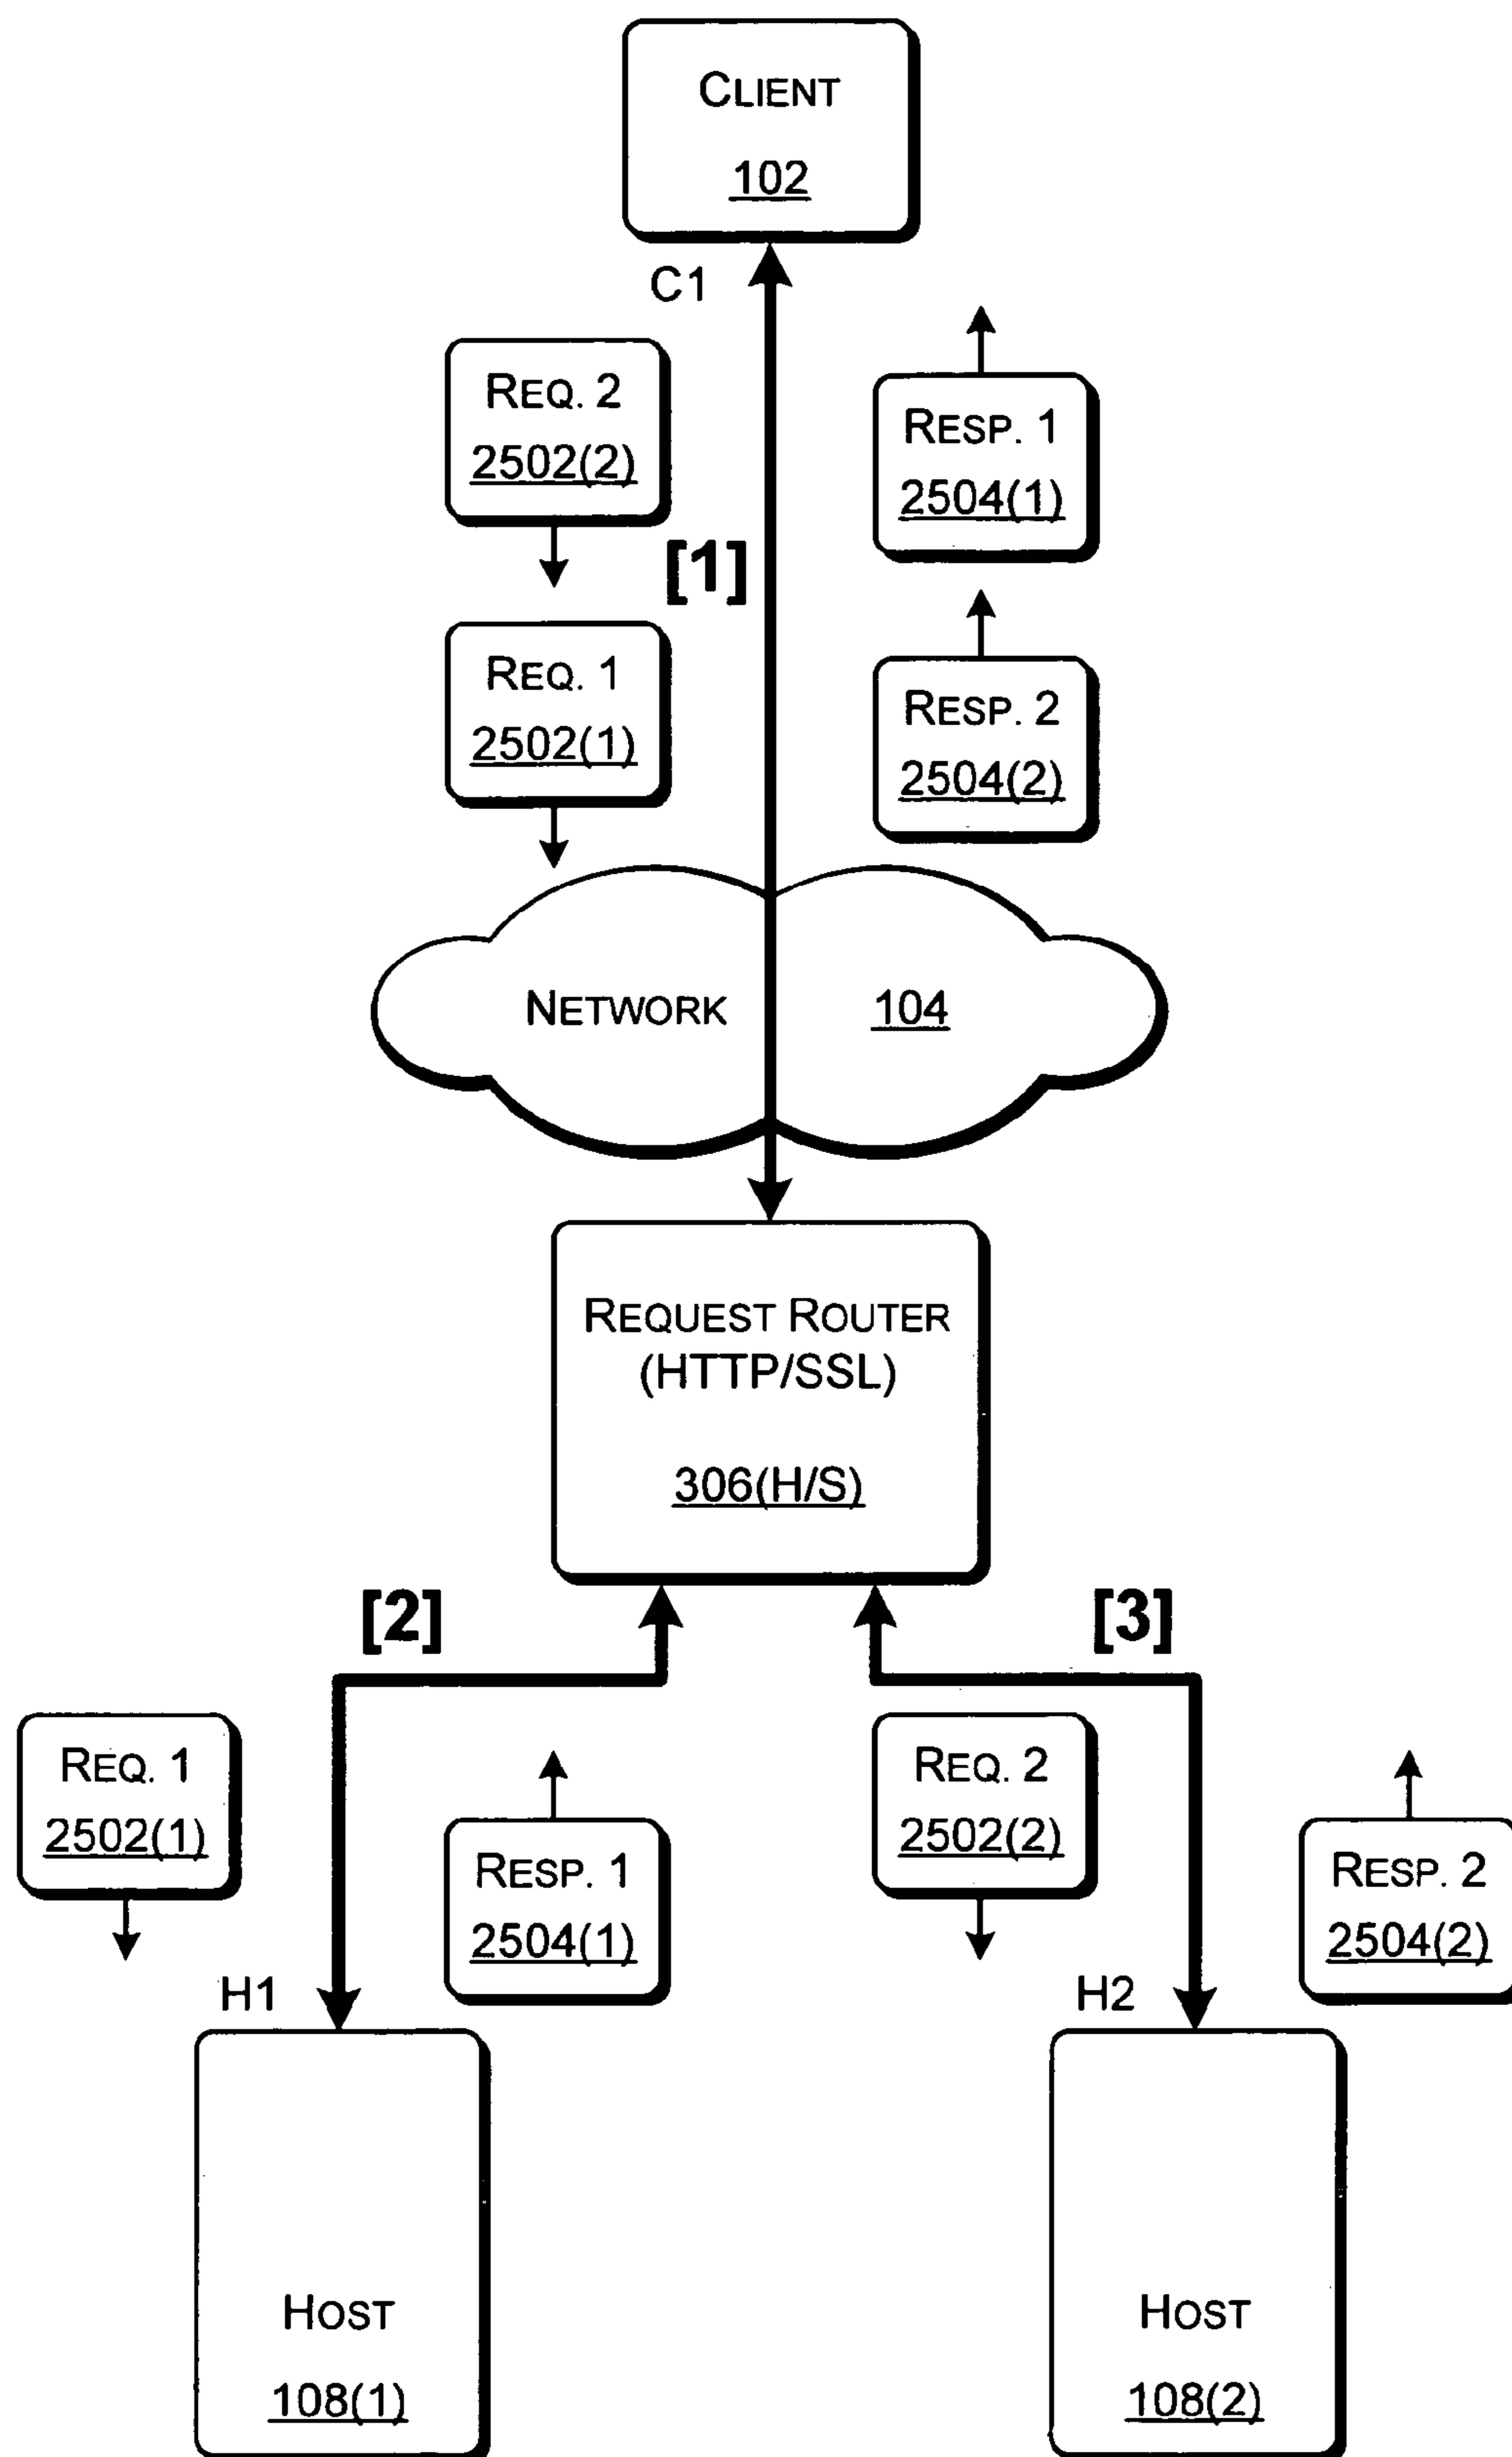 CLIENT
102
C1
REQ. 2
2502(2)
RESP. 1
2504(1)
[1]
REQ. 1
2502(1)
RESP. 2
2504(2)
NETWORK 104
REQUEST ROUTER
(HTTP/SSL)
306(H/S)
[2]
[3]
REQ. 1
2502(1)
RESP. 1
2504(1)
REQ. 2
2502(2)
RESP. 2
2504(2)
H1
H2
HOST
108(1)
HOST
108(2)